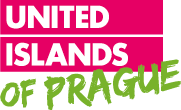 UNITED
ISLANDS
OF PRAGUE